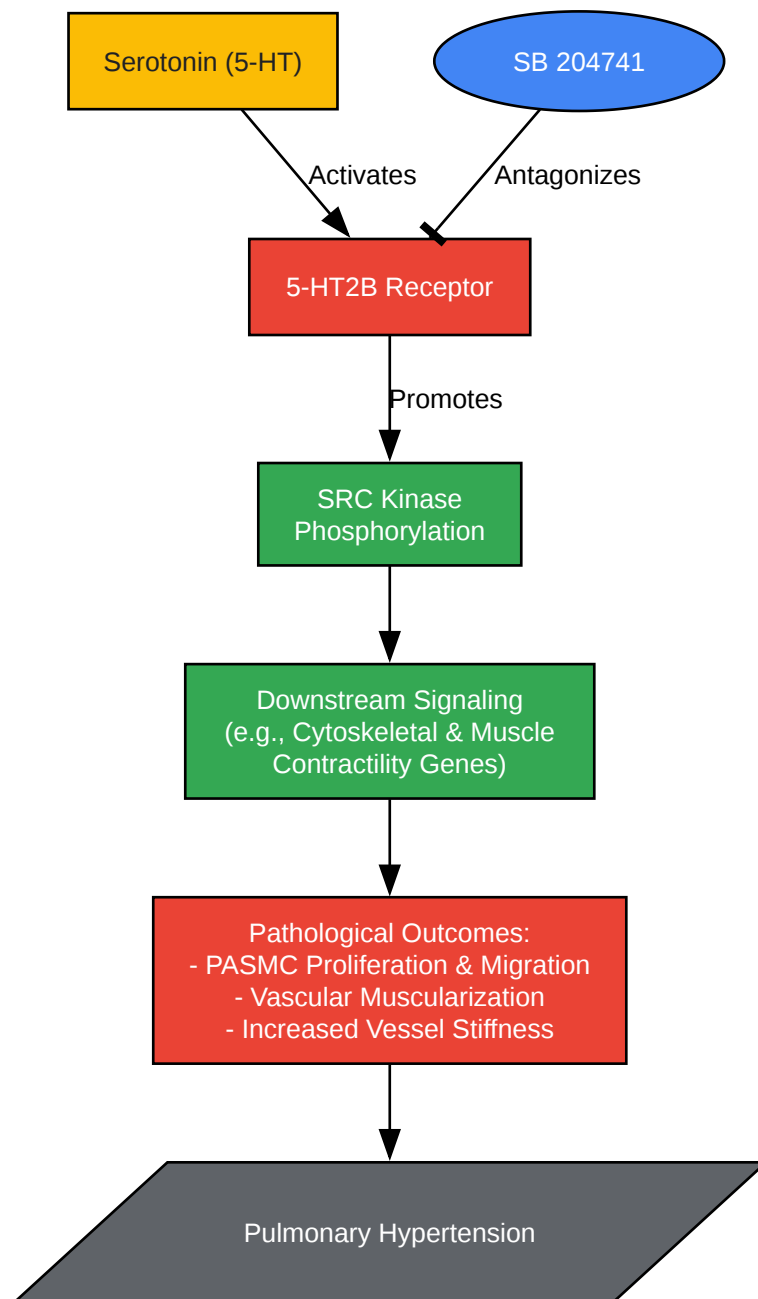 Serotonin (5-HT)
SB 204741
Activates
Antagonizes
5-HT2B Receptor
Promotes
SRC Kinase
Phosphorylation
Downstream Signaling
(e.g., Cytoskeletal & Muscle
Contractility Genes)
Pathological Outcomes:
- PASMC Proliferation & Migration
- Vascular Muscularization
- Increased Vessel Stiffness
Pulmonary Hypertension